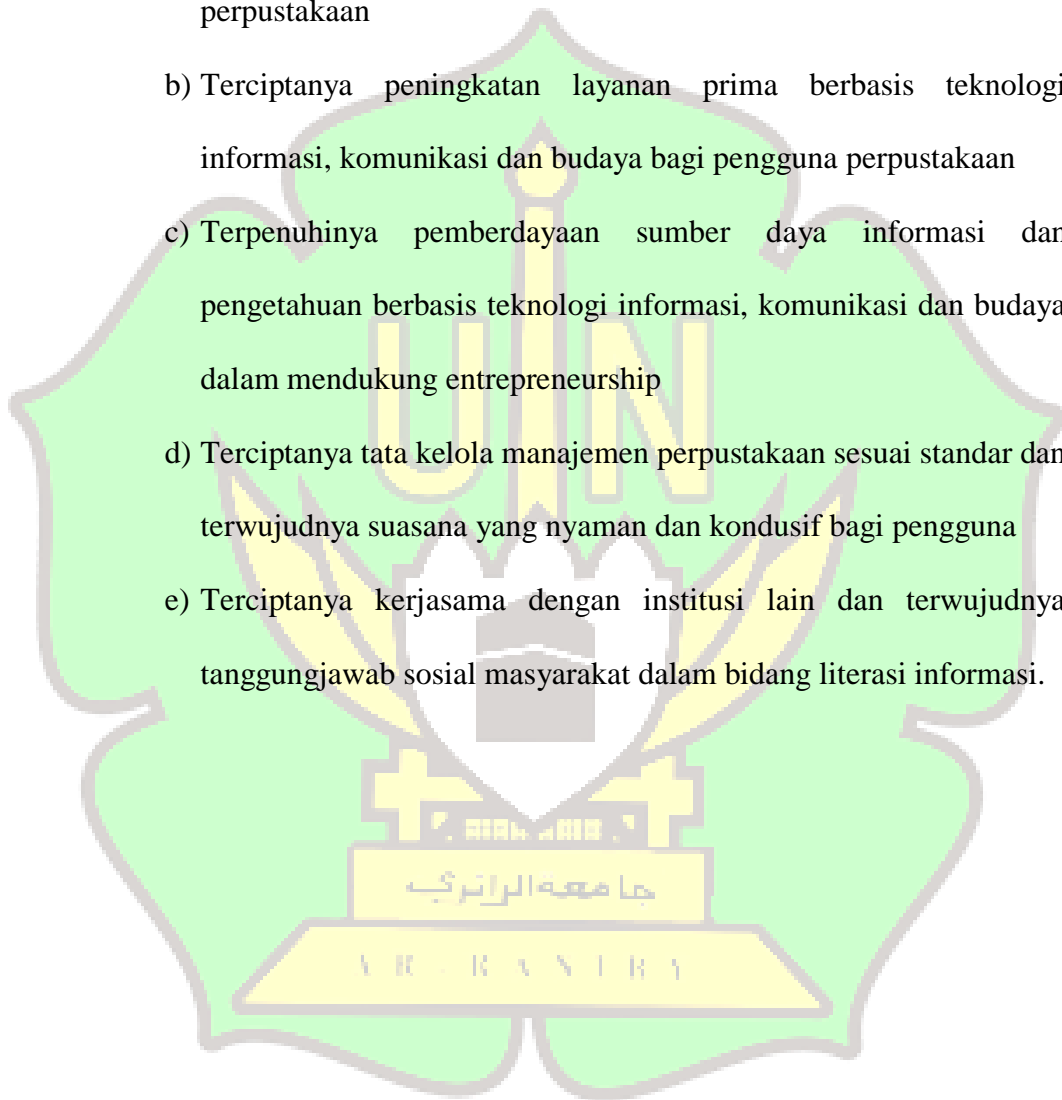 perpustakaan
b) Terciptanya peningkatan layanan prima berbasis teknologi
informasi, komunikasi dan budaya bagi pengguna perpustakaan
c) Terpenuhinya pemberdayaan sumber daya informasi dan
pengetahuan berbasis teknologi informasi, komunikasi dan budaya
dalam mendukung entrepreneurship
d) Terciptanya tata kelola manajemen perpustakaan sesuai standar dan
terwujudnya suasana yang nyaman dan kondusif bagi pengguna
e) Terciptanya kerjasama dengan institusi lain dan terwujudnya
tanggungjawab sosial masyarakat dalam bidang literasi informasi.
UIN
جامعة الرانري
AR-RANIRY